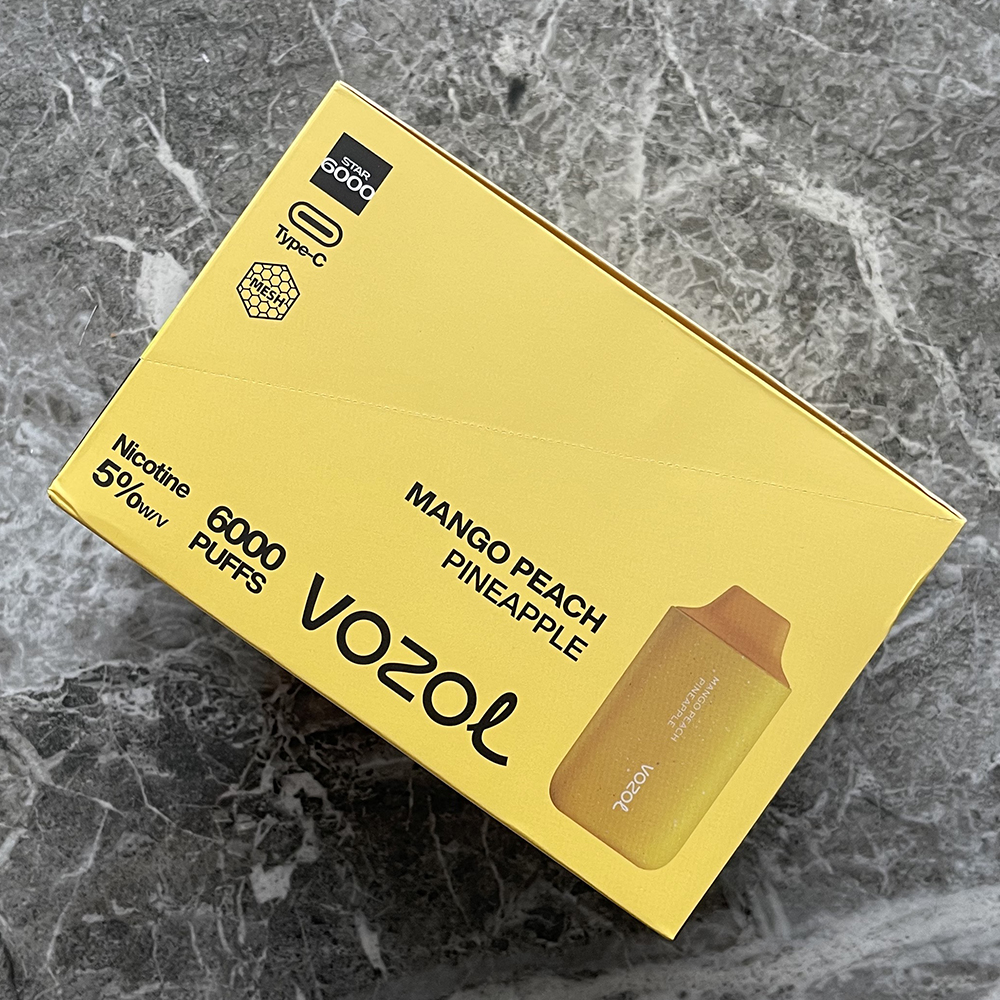 STAR
6000
Type-C
MESH
Nicotine
5%W/V
6000
PUFFS
VOZOL
MANGO PEACH
PINEAPPLE
MANGO PEACH
PINEAPPLE
VOZOL